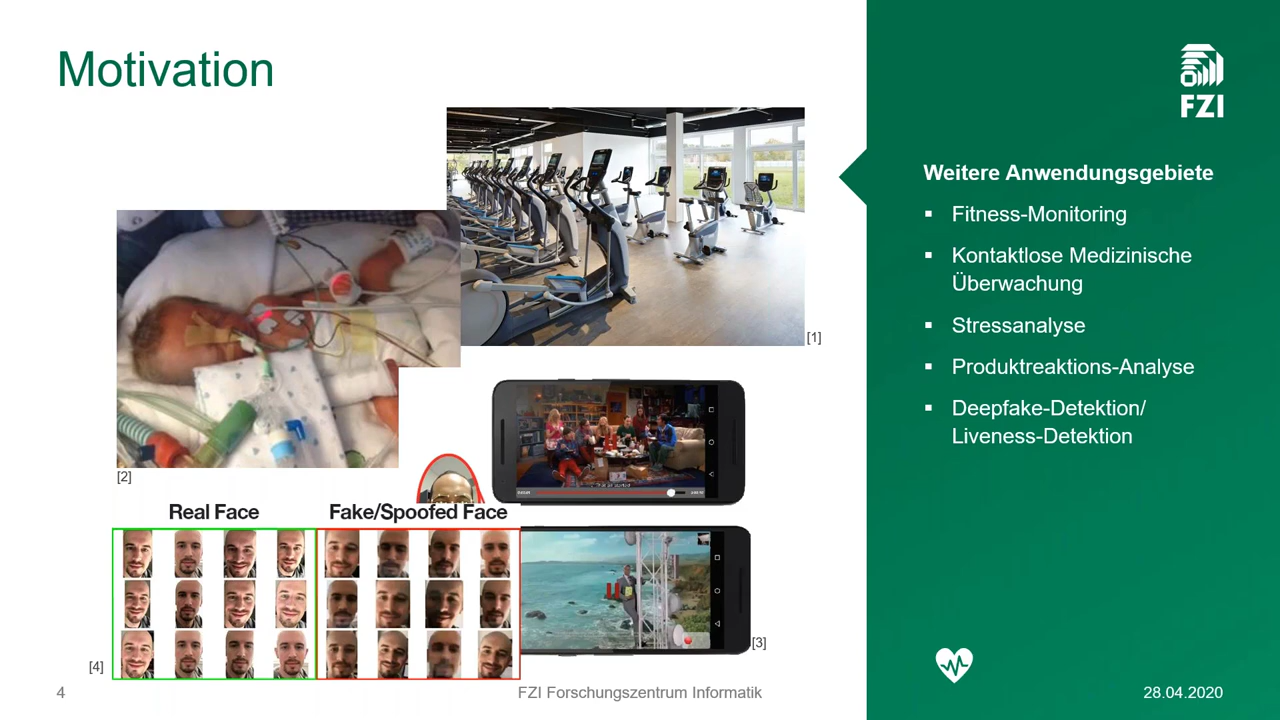 Motivation
FZI
Weitere Anwendungsgebiete
Fitness-Monitoring
Kontaktlose Medizinische
Überwachung
Stressanalyse
Produktreaktions-Analyse
Deepfake-Detektion/
Liveness-Detektion
[1]
[2]
Real Face
Fake/Spoofed Face
[3]
[4]
4
FZI Forschungszentrum Informatik
28.04.2020